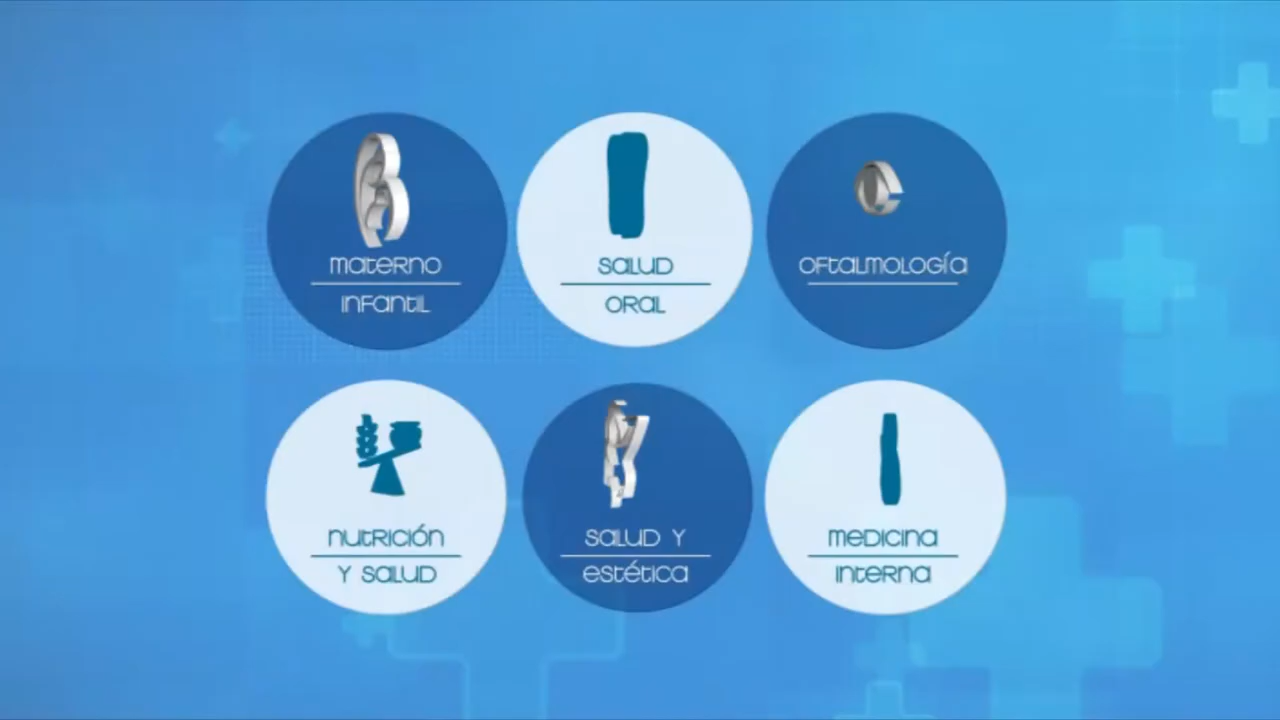 MATERNO
INFANTIL
SALUD
ORAL
OFTALMOLOGÍA
NUTRICIÓN
Y SALUD
SALUD Y
ESTÉTICA
MEDICINA
INTERNA